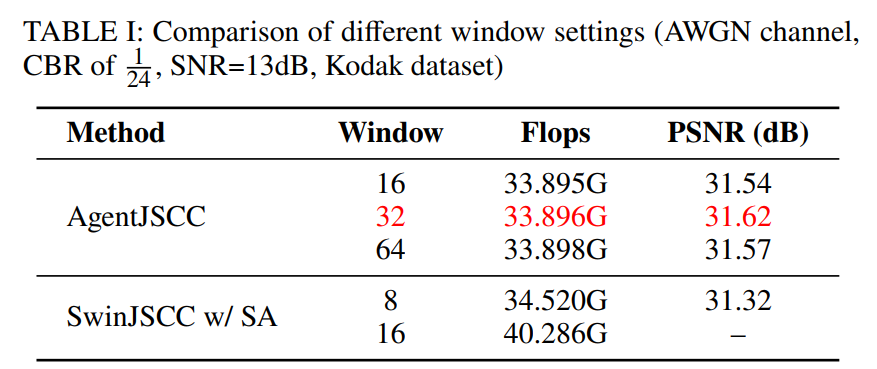 TABLE I: Comparison of different window settings (AWGN channel,
CBR of 1/24, SNR=13dB, Kodak dataset)
Method Window Flops PSNR (dB)
16 33.895G 31.54
AgentJSCC 32 33.896G 31.62
64 33.898G 31.57
8 34.520G 31.32
SwinJSCC w/ SA
16 40.286G –